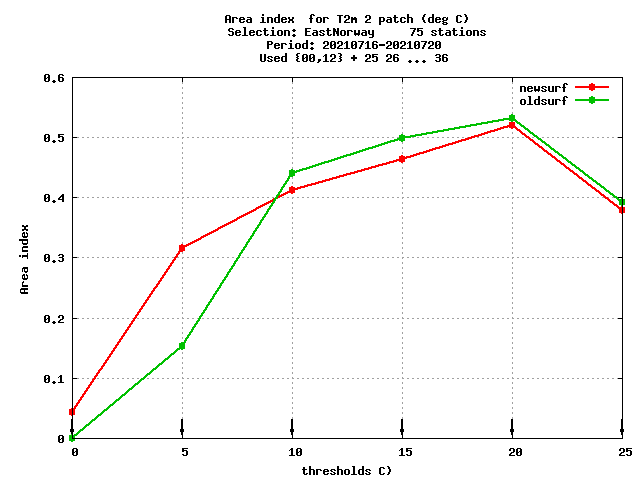 Area index  for T2m 2 patch (deg C)
Selection: EastNorway     75 stations
Period: 20210716-20210720
Used {00,12} + 25 26 ... 36
newsurf
oldsurf
0.6
0.5
0.4
0.3
0.2
0.1
0
Area index
0 5 10 15 20 25
thresholds C)